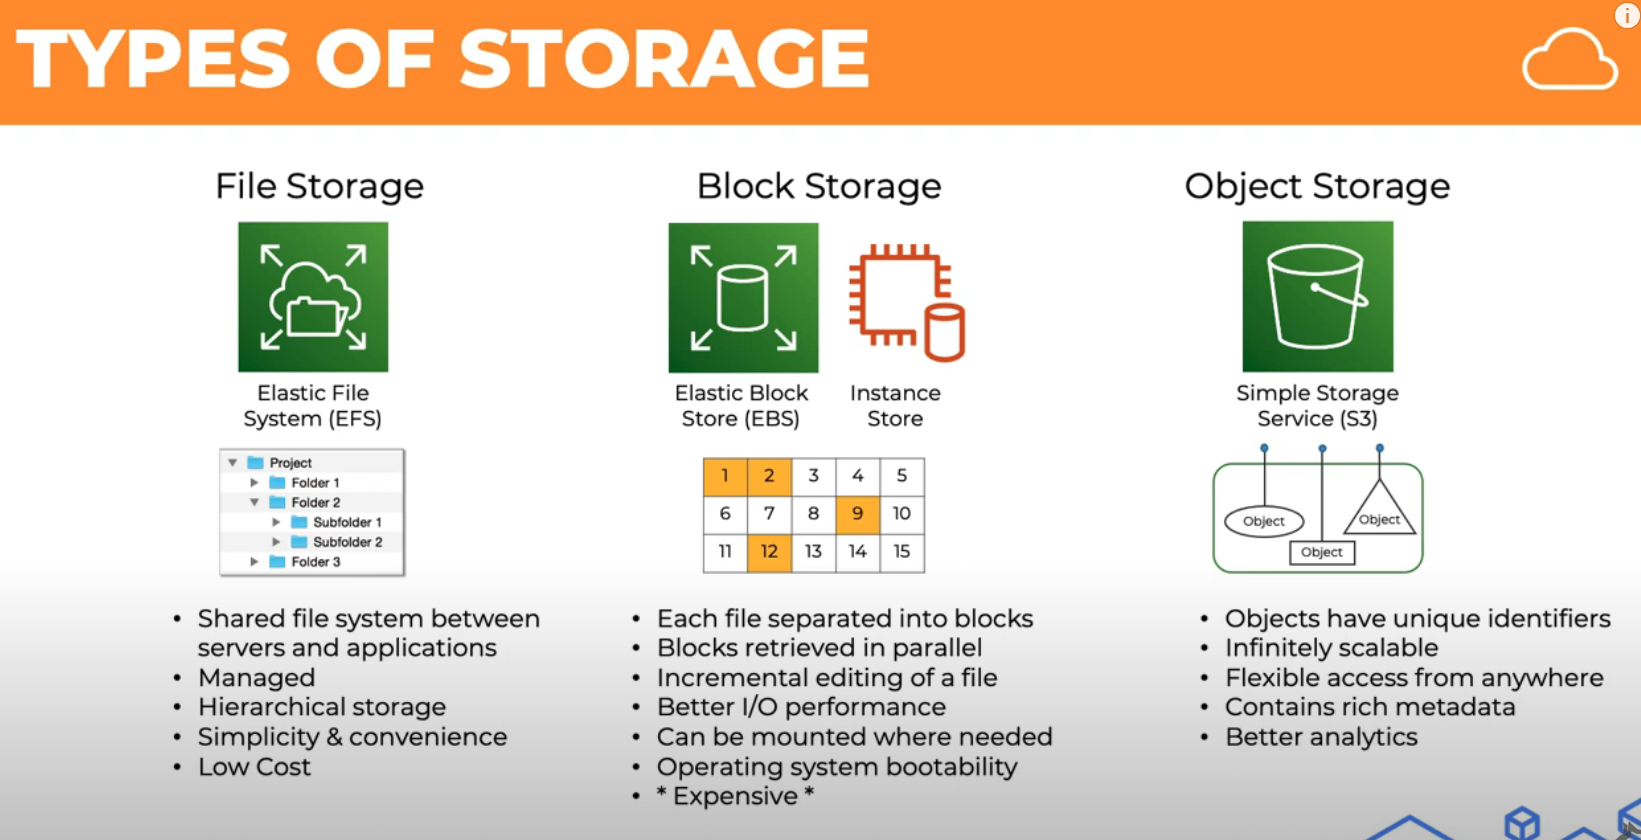 TYPES OF STORAGE
i
File Storage
Elastic File
System (EFS)
Project
Folder 1
Folder 2
Subfolder 1
Subfolder 2
Folder 3
• Shared file system between
servers and applications
• Managed
• Hierarchical storage
• Simplicity & convenience
• Low Cost
Block Storage
Elastic Block
Store (EBS)
Instance
Store
1 2 3 4 5
6 7 8 9 10
11 12 13 14 15
• Each file separated into blocks
• Blocks retrieved in parallel
• Incremental editing of a file
• Better I/O performance
• Can be mounted where needed
• Operating system bootability
• * Expensive *
Object Storage
Simple Storage
Service (S3)
Object
Object
Object
• Objects have unique identifiers
• Infinitely scalable
• Flexible access from anywhere
• Contains rich metadata
• Better analytics